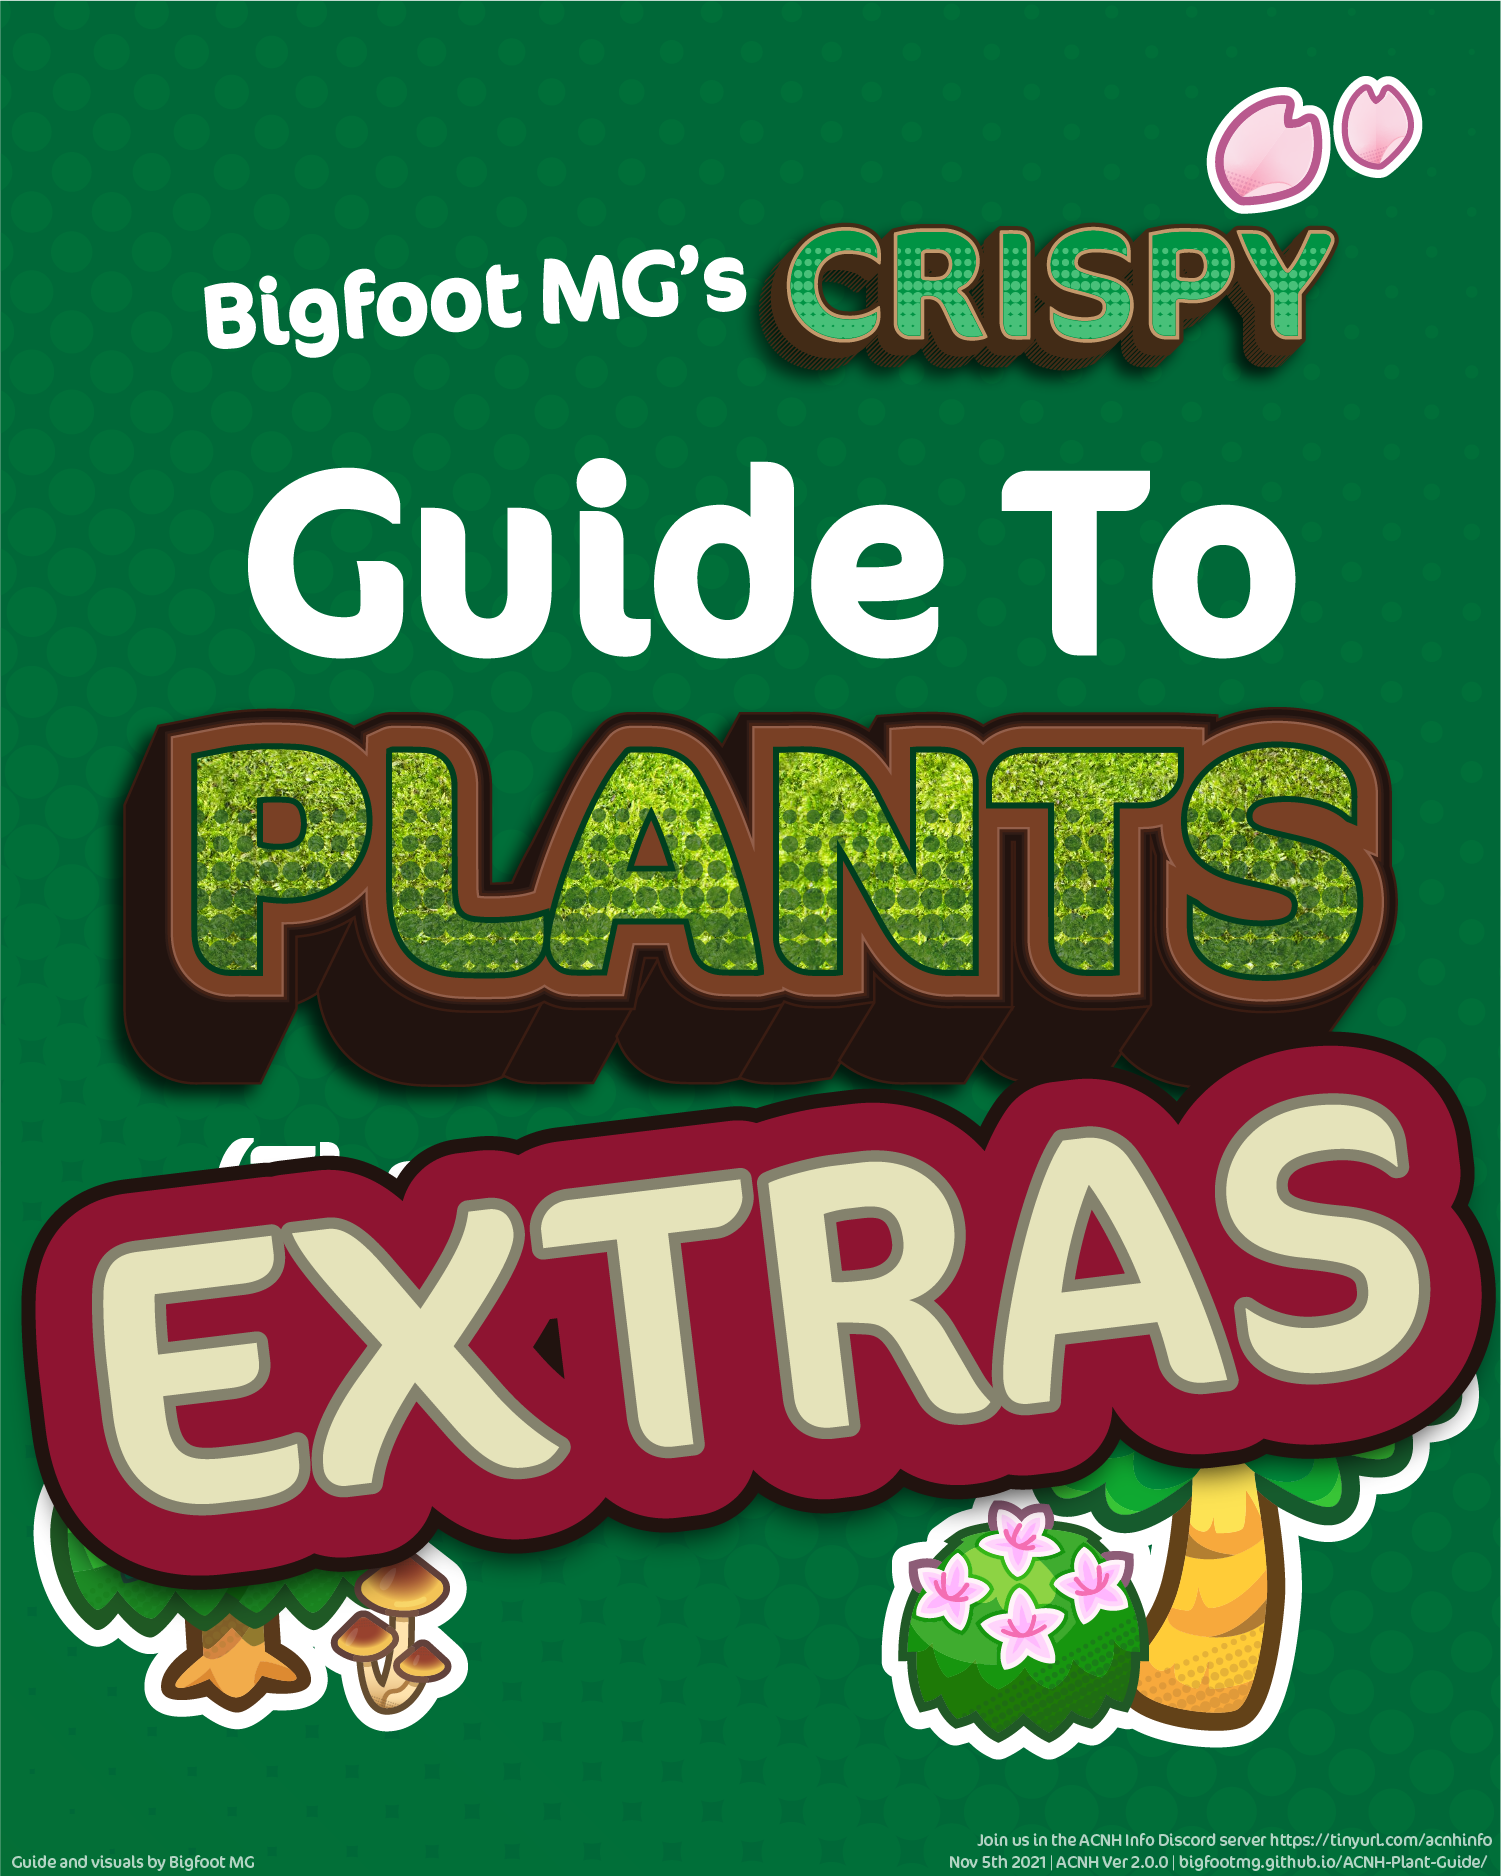 Bigfoot MG's CRISPY
Guide To
PLANTS
EXTRAS
Guide and visuals by Bigfoot MG
Join us in the ACNH Info Discord server https://tinyurl.com/acnhinfo
Nov 5th 2021 | ACNH Ver 2.0.0 | bigfootmg.github.io/ACNH-Plant-Guide/